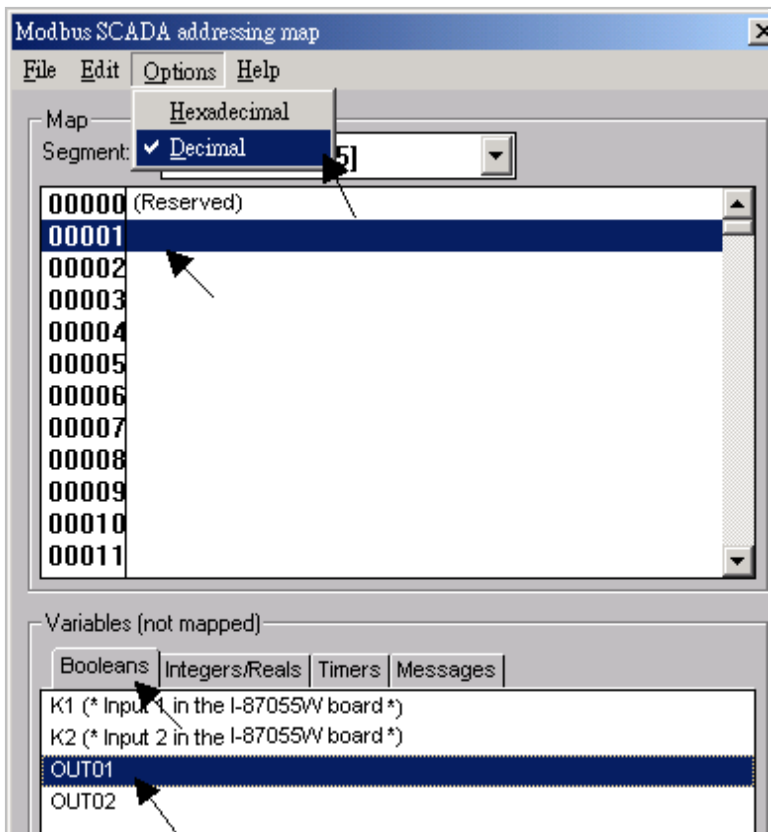 Modbus SCADA addressing map
File Edit Options Help
Hexadecimal
Decimal
Map
Segment: 5]
00000 (Reserved)
00001
00002
00003
00004
00005
00006
00007
00008
00009
00010
00011
Variables (not mapped)
Booleans Integers/Reals Timers Messages
K1 (* Input 1 in the I-87055W board *)
K2 (* Input 2 in the I-87055W board *)
OUT01
OUT02